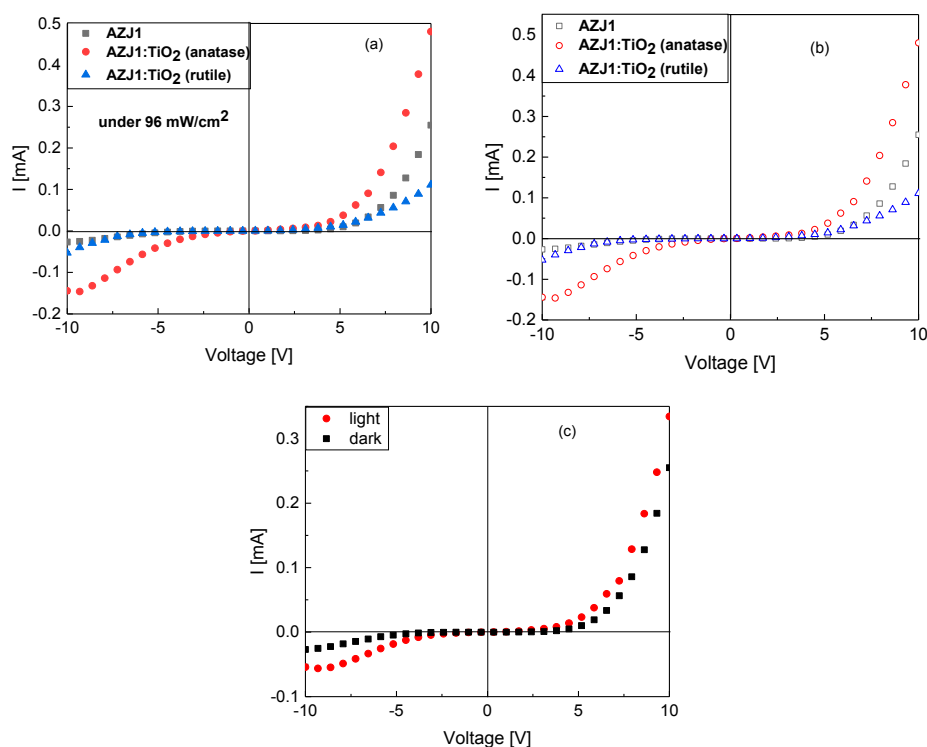 0.5
0.4
0.3
0.2
0.1
0.0
-0.1
-0.2
I [mA]
AZJ1
AZJ1:TiO2 (anatase)
AZJ1:TiO2 (rutile)
(a)
under 96 mW/cm2
-10
-5
0
5
10
Voltage [V]
0.5
0.4
0.3
0.2
0.1
0.0
-0.1
-0.2
I [mA]
AZJ1
AZJ1:TiO2 (anatase)
AZJ1:TiO2 (rutile)
(b)
-10
-5
0
5
10
Voltage [V]
0.3
0.2
0.1
0.0
-0.1
I [mA]
light
dark
(c)
-10
-5
0
5
10
Voltage [V]